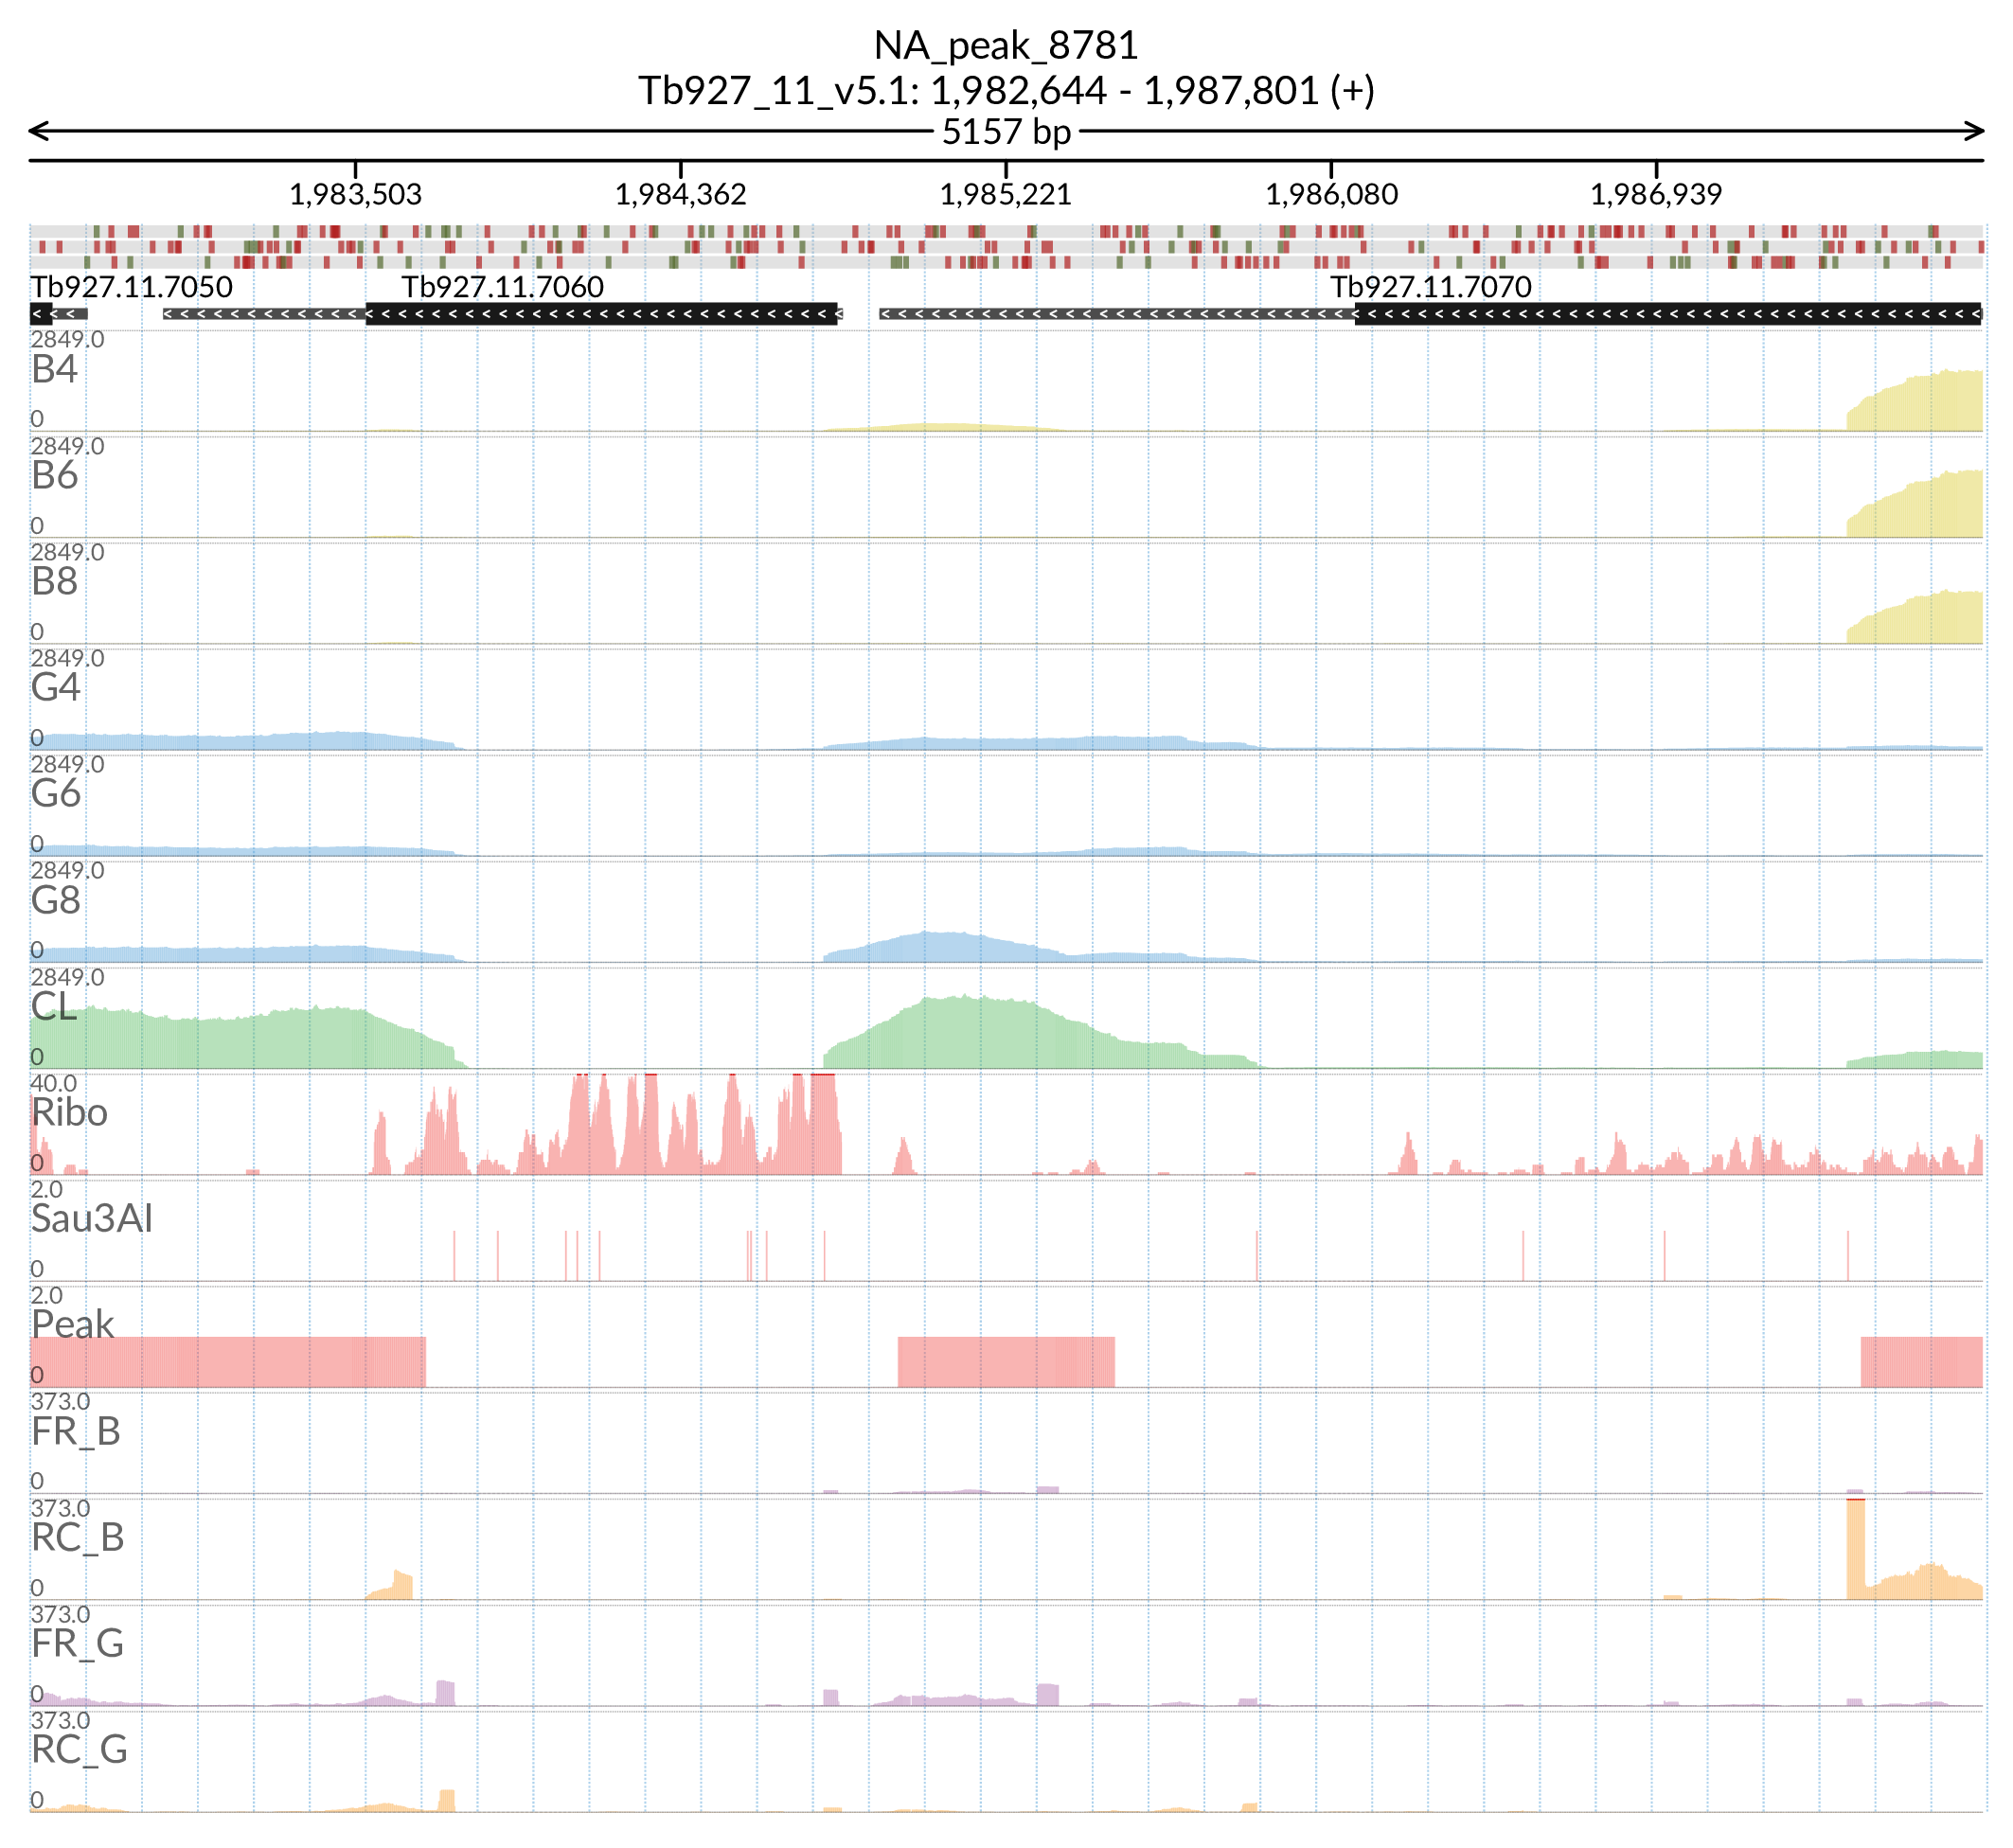 NA_peak_8781
Tb927_11_v5.1: 1,982,644 - 1,987,801 (+)
5157 bp
1,983,503 1,984,362 1,985,221 1,986,080 1,986,939
Tb927.11.7050 Tb927.11.7060 Tb927.11.7070
2849.0
B4
0
2849.0
B6
0
2849.0
B8
0
2849.0
G4
0
2849.0
G6
0
2849.0
G8
0
2849.0
CL
0
40.0
Ribo
0
2.0
Sau3AI
0
2.0
Peak
0
373.0
FR_B
0
373.0
RC_B
0
373.0
FR_G
0
373.0
RC_G
0